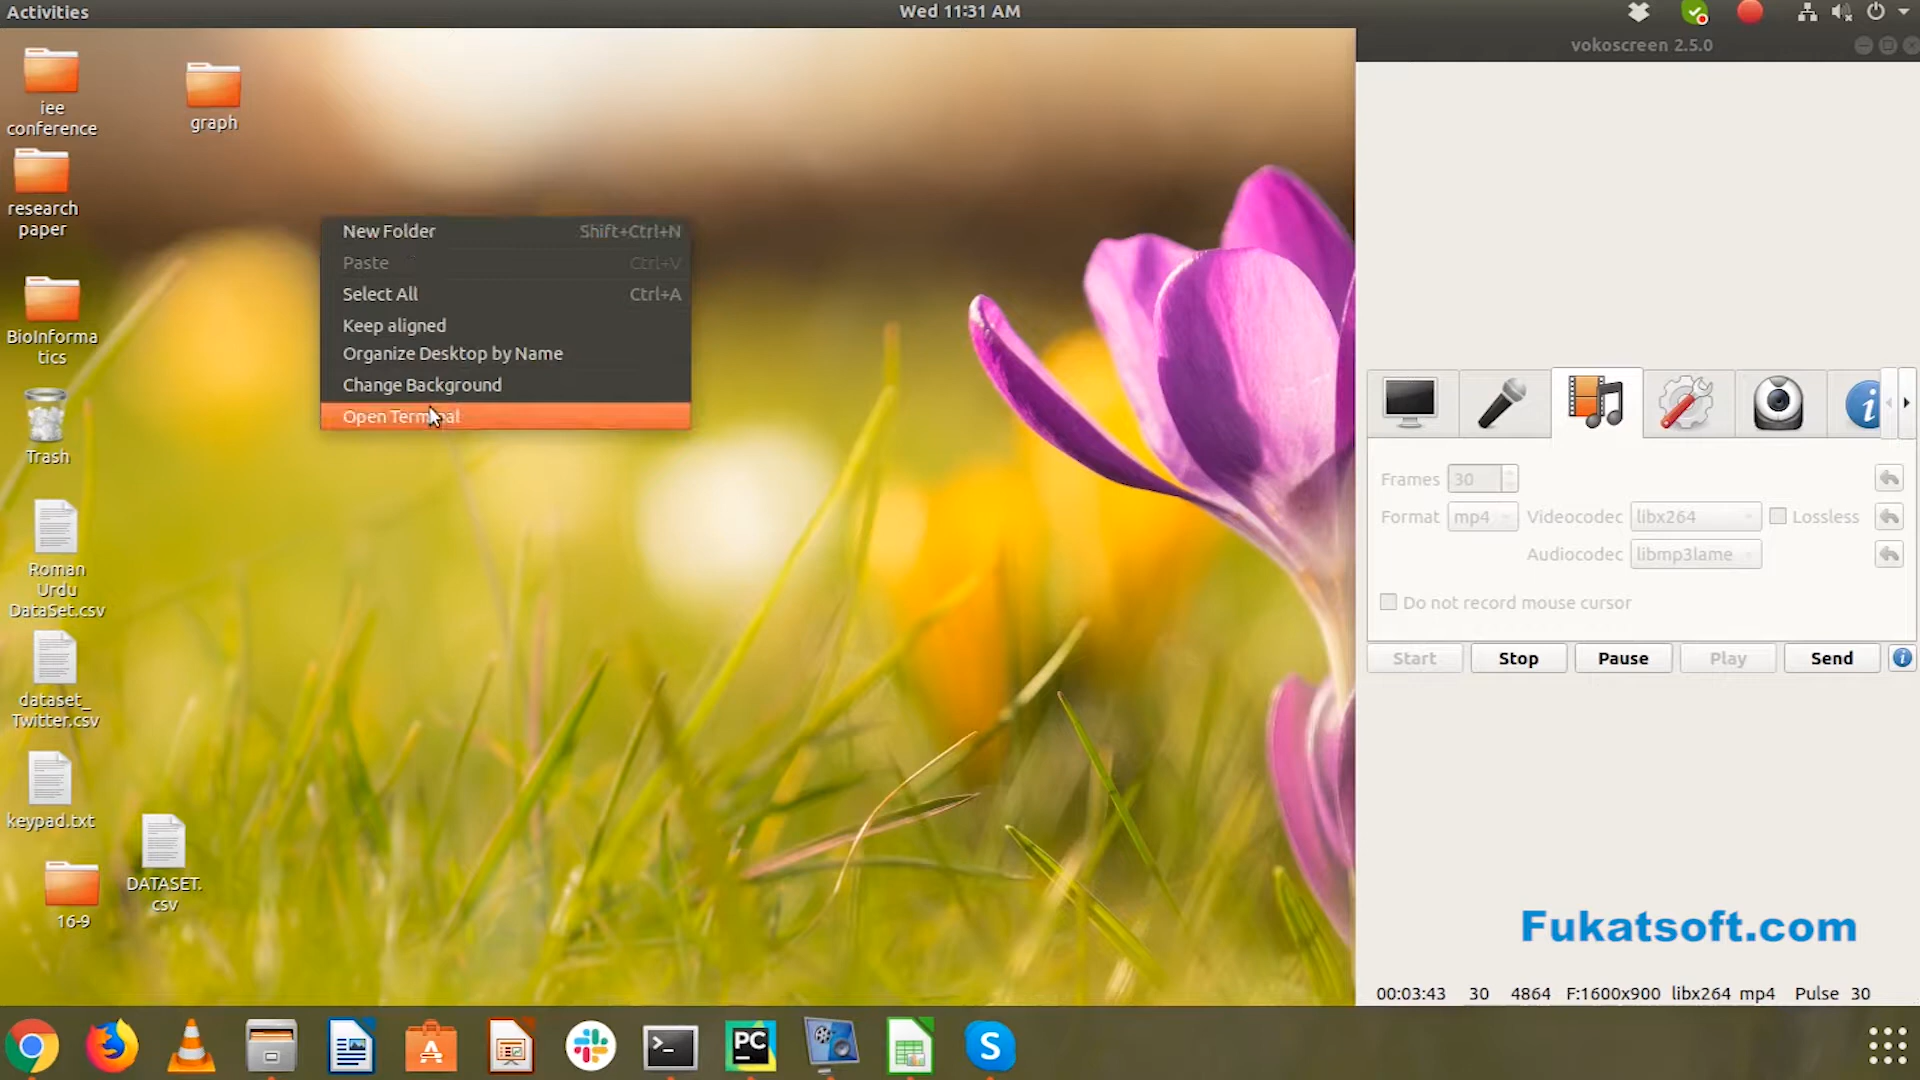 Activities
Wed 11:31 AM
vokoscreen 2.5.0
iee
conference
graph
research
paper
BioInforma
tics
Trash
Roman
Urdu
DataSet.csv
dataset_
Twitter.csv
keypad.txt
DATASET.
csv
16-9
New Folder Shift+Ctrl+N
Paste Ctrl+V
Select All Ctrl+A
Keep aligned
Organize Desktop by Name
Change Background
Open Terminal
Frames 30
Format mp4 Videocodec libx264 Lossless
Audiocodec libmp3lame
Do not record mouse cursor
Start Stop Pause Play Send
Fukatsoft.com
00:03:43 30 4864 F:1600x900 libx264 mp4 Pulse 30
PC